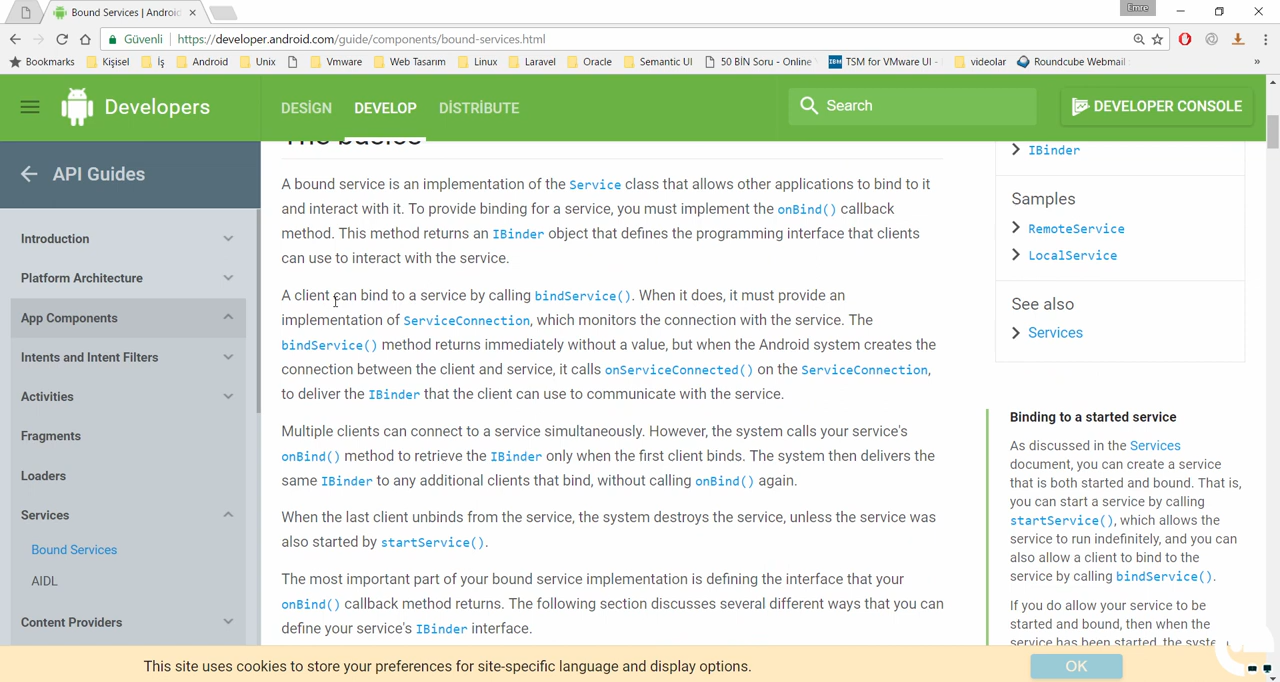 Bound Services | Android
Emre
Güvenli
https://developer.android.com/guide/components/bound-services.html
Bookmarks Kişisel İş Android Unix Vmware Web Tasarım Linux Laravel Oracle Semantic UI 50 BİN Soru - Online TSM for VMware UI - videolar Roundcube Webmail »
Developers DESİGN DEVELOP DİSTRİBUTE Search DEVELOPER CONSOLE
API Guides
Introduction
Platform Architecture
App Components
Intents and Intent Filters
Activities
Fragments
Loaders
Services
Bound Services
AIDL
Content Providers
The basics
A bound service is an implementation of the Service class that allows other applications to bind to it
and interact with it. To provide binding for a service, you must implement the onBind() callback
method. This method returns an IBinder object that defines the programming interface that clients
can use to interact with the service.
A client can bind to a service by calling bindService(). When it does, it must provide an
implementation of ServiceConnection, which monitors the connection with the service. The
bindService() method returns immediately without a value, but when the Android system creates the
connection between the client and service, it calls onServiceConnected() on the ServiceConnection,
to deliver the IBinder that the client can use to communicate with the service.
Multiple clients can connect to a service simultaneously. However, the system calls your service's
onBind() method to retrieve the IBinder only when the first client binds. The system then delivers the
same IBinder to any additional clients that bind, without calling onBind() again.
When the last client unbinds from the service, the system destroys the service, unless the service was
also started by startService().
The most important part of your bound service implementation is defining the interface that your
onBind() callback method returns. The following section discusses several different ways that you can
define your service's IBinder interface.
IBinder
Samples
RemoteService
LocalService
See also
Services
Binding to a started service
As discussed in the Services
document, you can create a service
that is both started and bound. That is,
you can start a service by calling
startService(), which allows the
service to run indefinitely, and you can
also allow a client to bind to the
service by calling bindService().
If you do allow your service to be
started and bound, then when the
service has been started, the system
This site uses cookies to store your preferences for site-specific language and display options.
OK